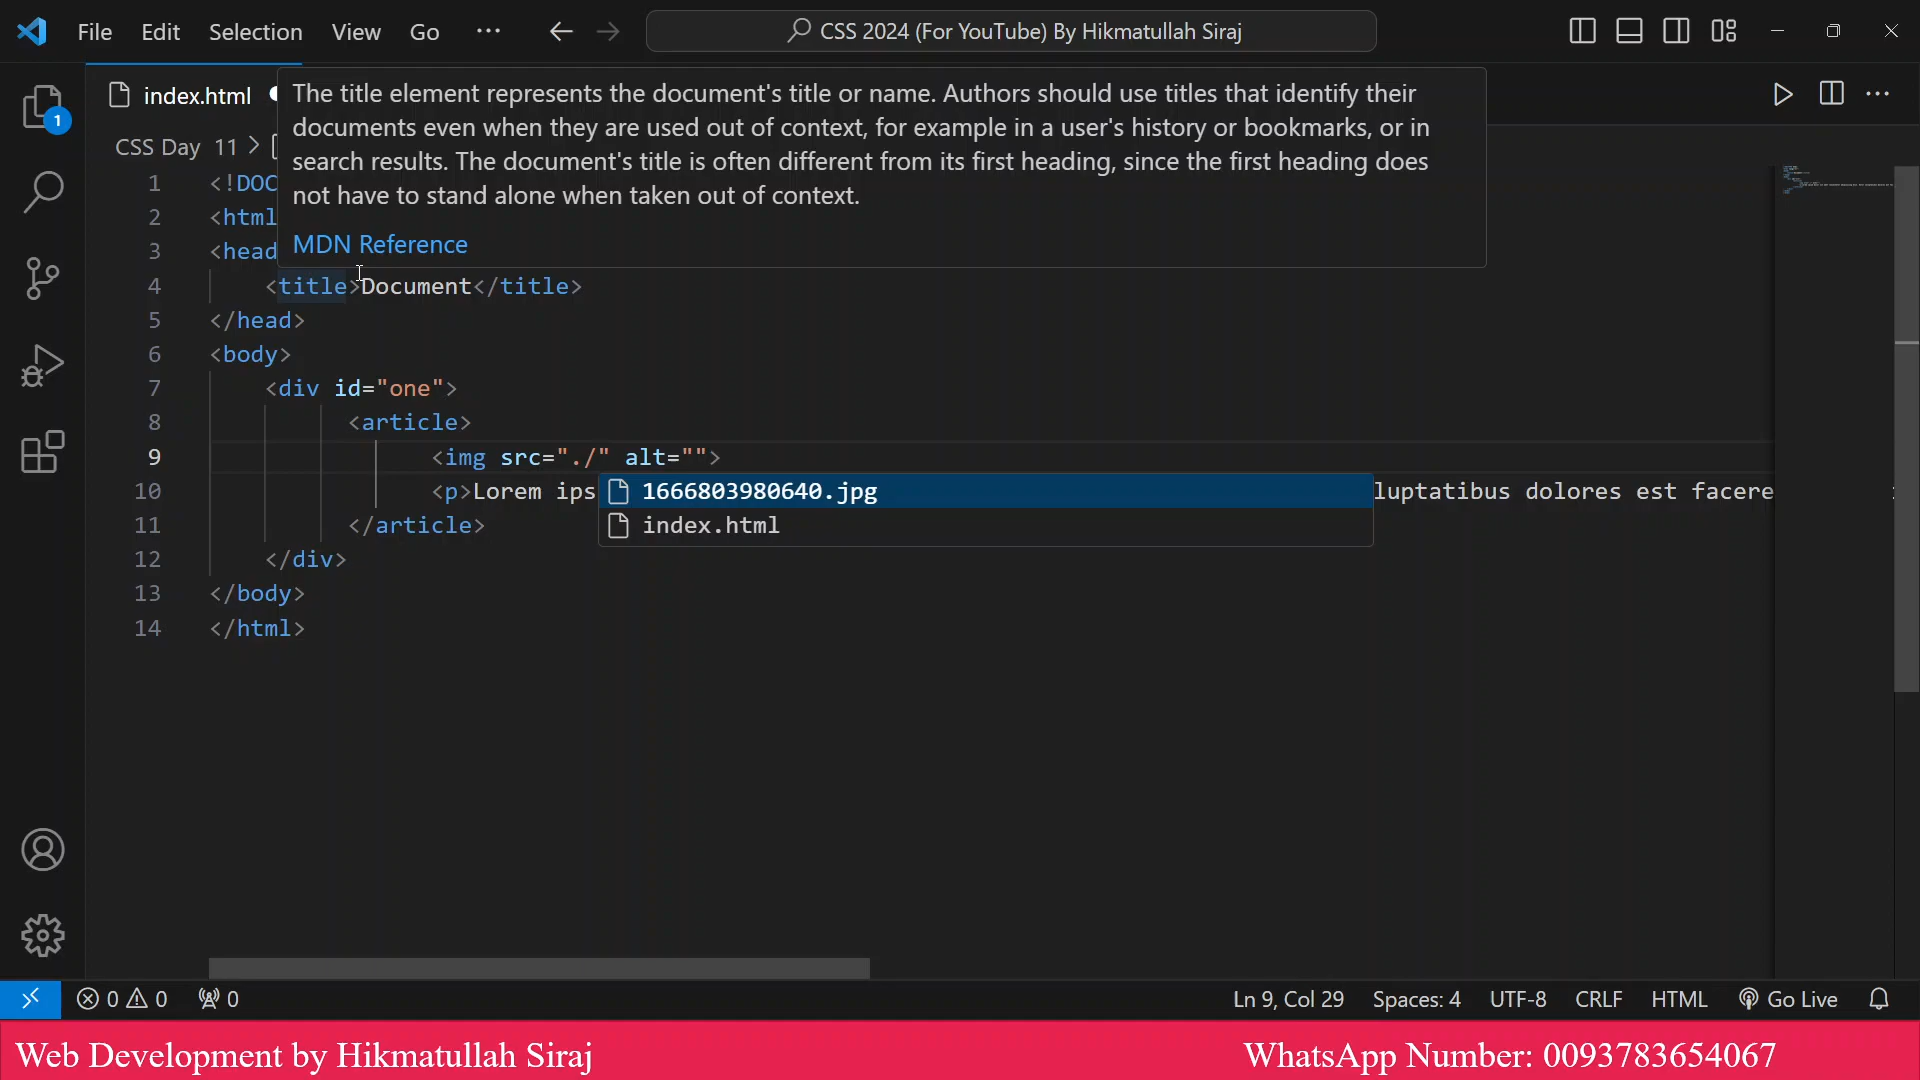 File Edit Selection View Go ··· CSS 2024 (For YouTube) By Hikmatullah Siraj
1
index.html
The title element represents the document's title or name. Authors should use titles that identify their
documents even when they are used out of context, for example in a user's history or bookmarks, or in
search results. The document's title is often different from its first heading, since the first heading does
not have to stand alone when taken out of context.
MDN Reference
CSS Day 11 >
1 <!DOC
2 <html
3 <head
4 <title>Document</title>
5 </head>
6 <body>
7 <div id="one">
8 <article>
9 <img src="./" alt="">
10 <p>Lorem ips luptatibus dolores est facere
1666803980640.jpg
index.html
11 </article>
12 </div>
13 </body>
14 </html>
0 0 0 Ln 9, Col 29 Spaces: 4 UTF-8 CRLF HTML Go Live
Web Development by Hikmatullah Siraj WhatsApp Number: 0093783654067